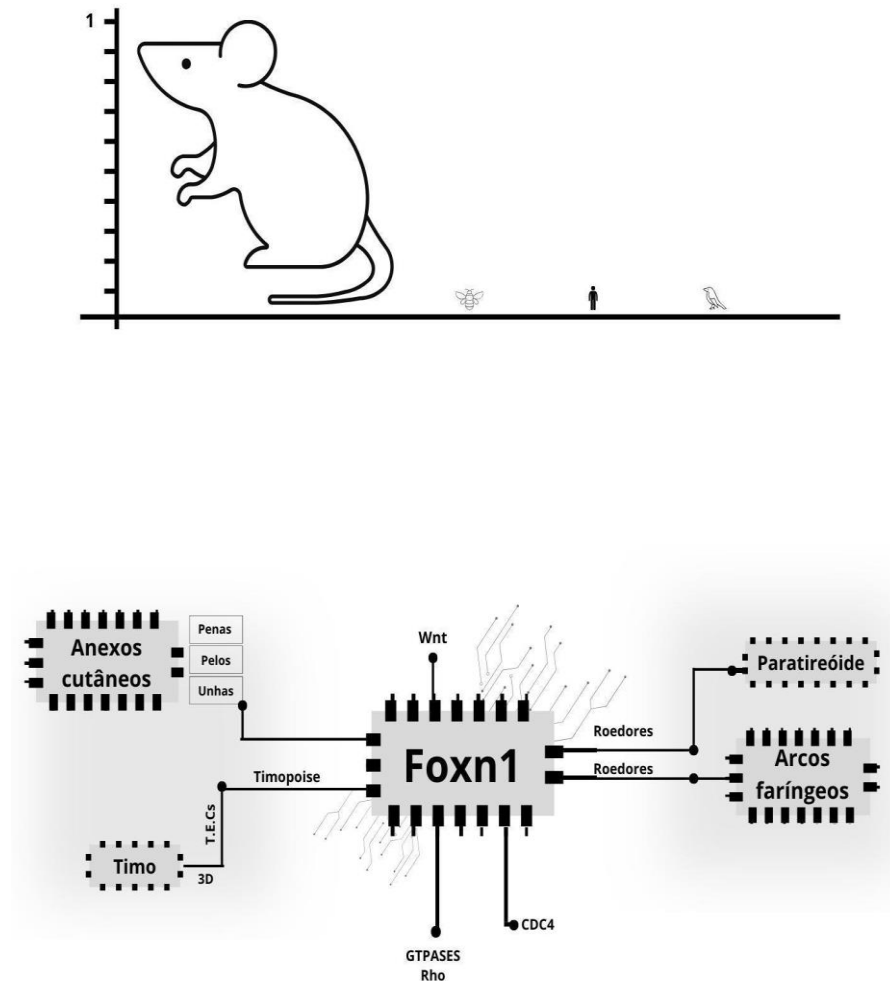 1
Anexos
cutâneos
Penas
Pelos
Unhas
Wnt
Paratireóide
Foxn1
Roedores
Roedores
Arcos
faríngeos
Timopoise
T.E.Cs
Timo
3D
CDC4
GTPASES
Rho